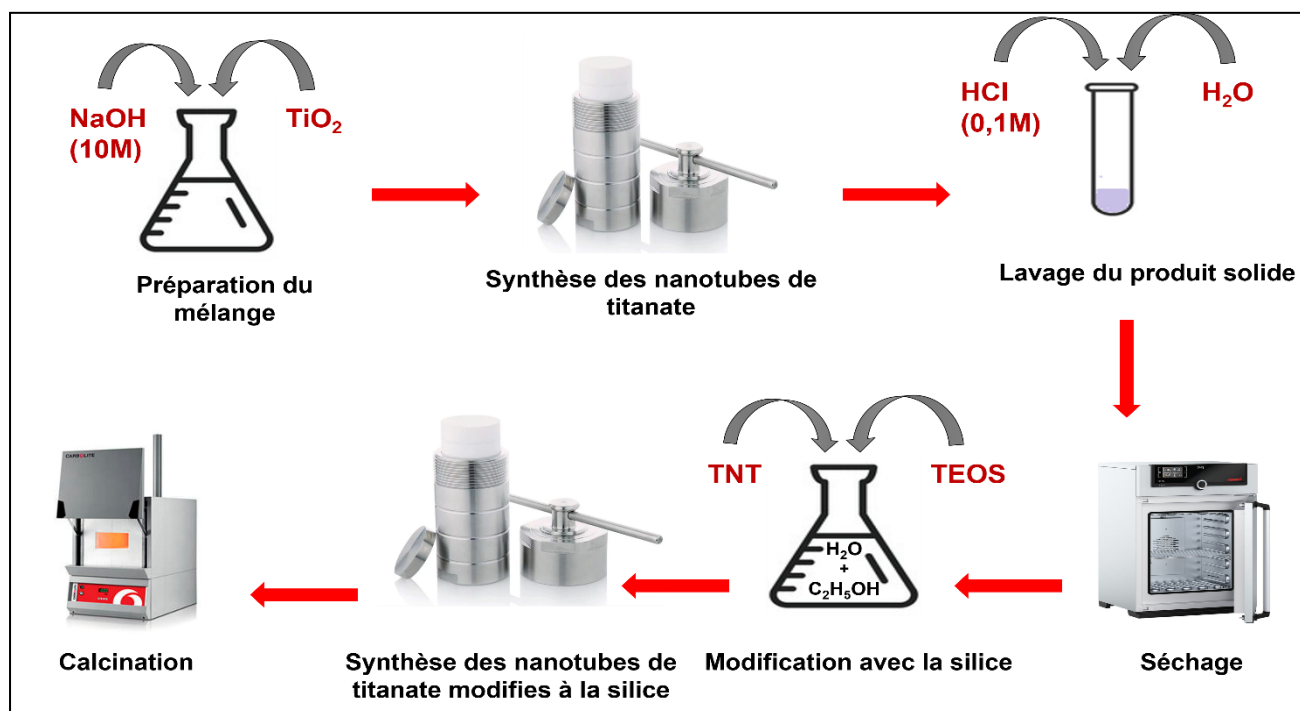 NaOH
(10M)
TiO₂
HCl
(0,1M)
H₂O
Préparation du
mélange
Synthèse des nanotubes de
titanate
Lavage du produit solide
CARBOLITE
TNT
TEOS
H₂O
+
C₂H₅OH
Calcination
Synthèse des nanotubes de
titanate modifies à la silice
Modification avec la silice
Séchage